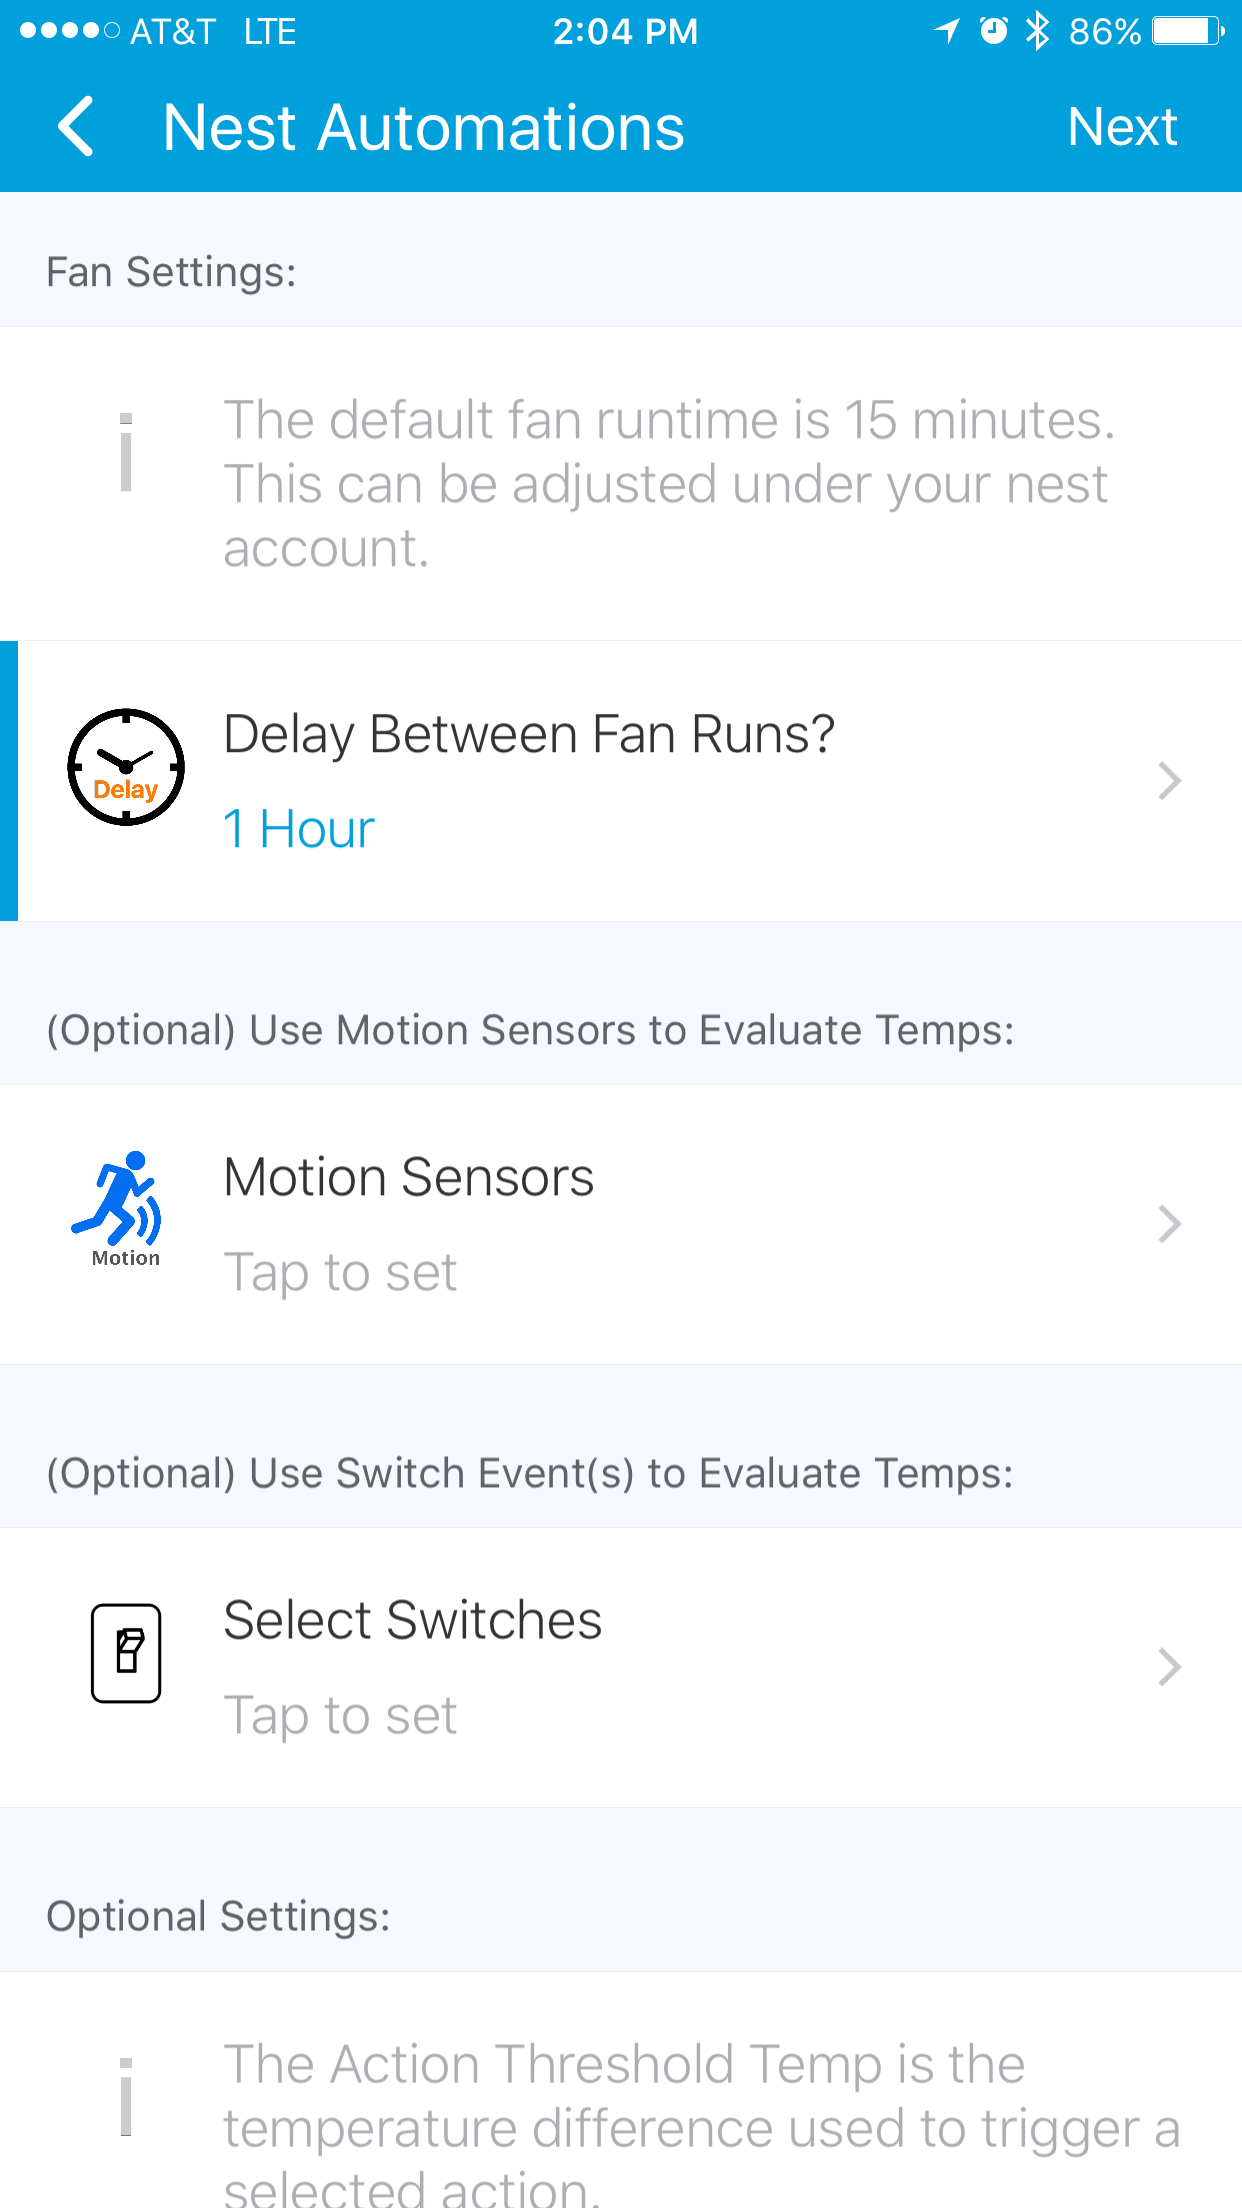 AT&T LTE 2:04 PM 86%
Nest Automations Next
Fan Settings:
The default fan runtime is 15 minutes.
This can be adjusted under your nest
account.
Delay Between Fan Runs?
Delay
1 Hour
(Optional) Use Motion Sensors to Evaluate Temps:
Motion Sensors
Motion
Tap to set
(Optional) Use Switch Event(s) to Evaluate Temps:
Select Switches
Tap to set
Optional Settings:
The Action Threshold Temp is the
temperature difference used to trigger a
selected action.